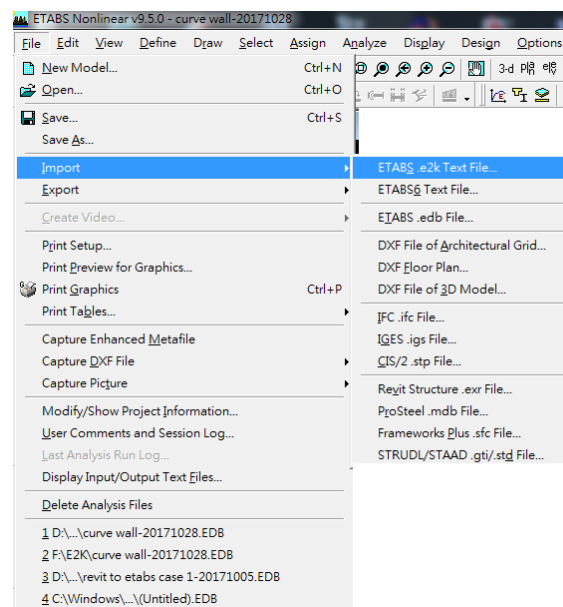 ETABS Nonlinear v9.5.0 - curve wall-20171028
File Edit View Define Draw Select Assign Analyze Display Design Options
New Model... Ctrl+N
3-d
Open... Ctrl+O
Save... Ctrl+S
Save As...
Import
Export
Create Video...
Print Setup...
Print Preview for Graphics...
Print Graphics Ctrl+P
Print Tables...
Capture Enhanced Metafile
Capture DXF File
Capture Picture
Modify/Show Project Information...
User Comments and Session Log...
Last Analysis Run Log...
Display Input/Output Text Files...
Delete Analysis Files
1 D:\...\curve wall-20171028.EDB
2 F:\E2K\curve wall-20171028.EDB
3 D:\...\revit to etabs case 1-20171005.EDB
4 C:\Windows\...\(Untitled).EDB
ETABS .e2k Text File...
ETABS6 Text File...
ETABS .edb File...
DXF File of Architectural Grid...
DXF Floor Plan...
DXF File of 3D Model...
IFC .ifc File...
IGES .igs File...
CIS/2 .stp File...
Revit Structure .exr File...
ProSteel .mdb File...
Frameworks Plus .sfc File...
STRUDL/STAAD .gti/.std File...